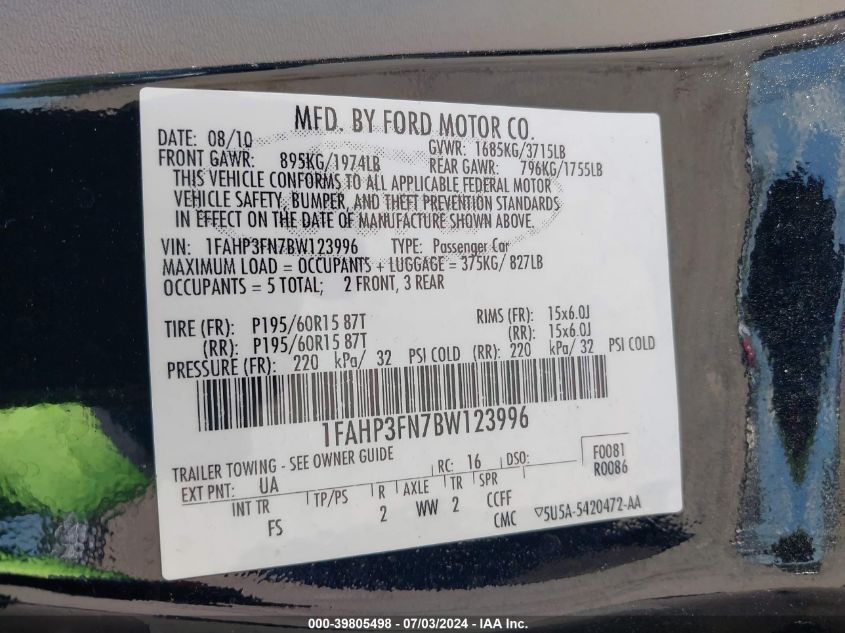 MFD. BY FORD MOTOR CO.
DATE: 08/10 GVWR: 1685KG/3715LB
FRONT GAWR: 895KG/1974LB REAR GAWR: 796KG/1755LB
THIS VEHICLE CONFORMS TO ALL APPLICABLE FEDERAL MOTOR
VEHICLE SAFETY, BUMPER, AND THEFT PREVENTION STANDARDS
IN EFFECT ON THE DATE OF MANUFACTURE SHOWN ABOVE.
VIN: 1FAHP3FN7BW123996 TYPE: Passenger Car
MAXIMUM LOAD = OCCUPANTS + LUGGAGE = 375KG/ 827LB
OCCUPANTS = 5 TOTAL; 2 FRONT, 3 REAR
TIRE (FR): P195/60R15 87T RIMS (FR): 15x6.0J
(RR): P195/60R15 87T (RR): 15x6.0J
PRESSURE (FR): 220 kPa/ 32 PSI COLD (RR): 220 kPa/ 32 PSI COLD
1FAHP3FN7BW123996
TRAILER TOWING - SEE OWNER GUIDE
EXT PNT: UA RC: 16 DSO: F0081
R0086
INT TR TP/PS R AXLE TR SPR
FS 2 WW 2 CCFF
CMC ▽5U5A-5420472-AA
000-39805498 - 07/03/2024 - IAA Inc.